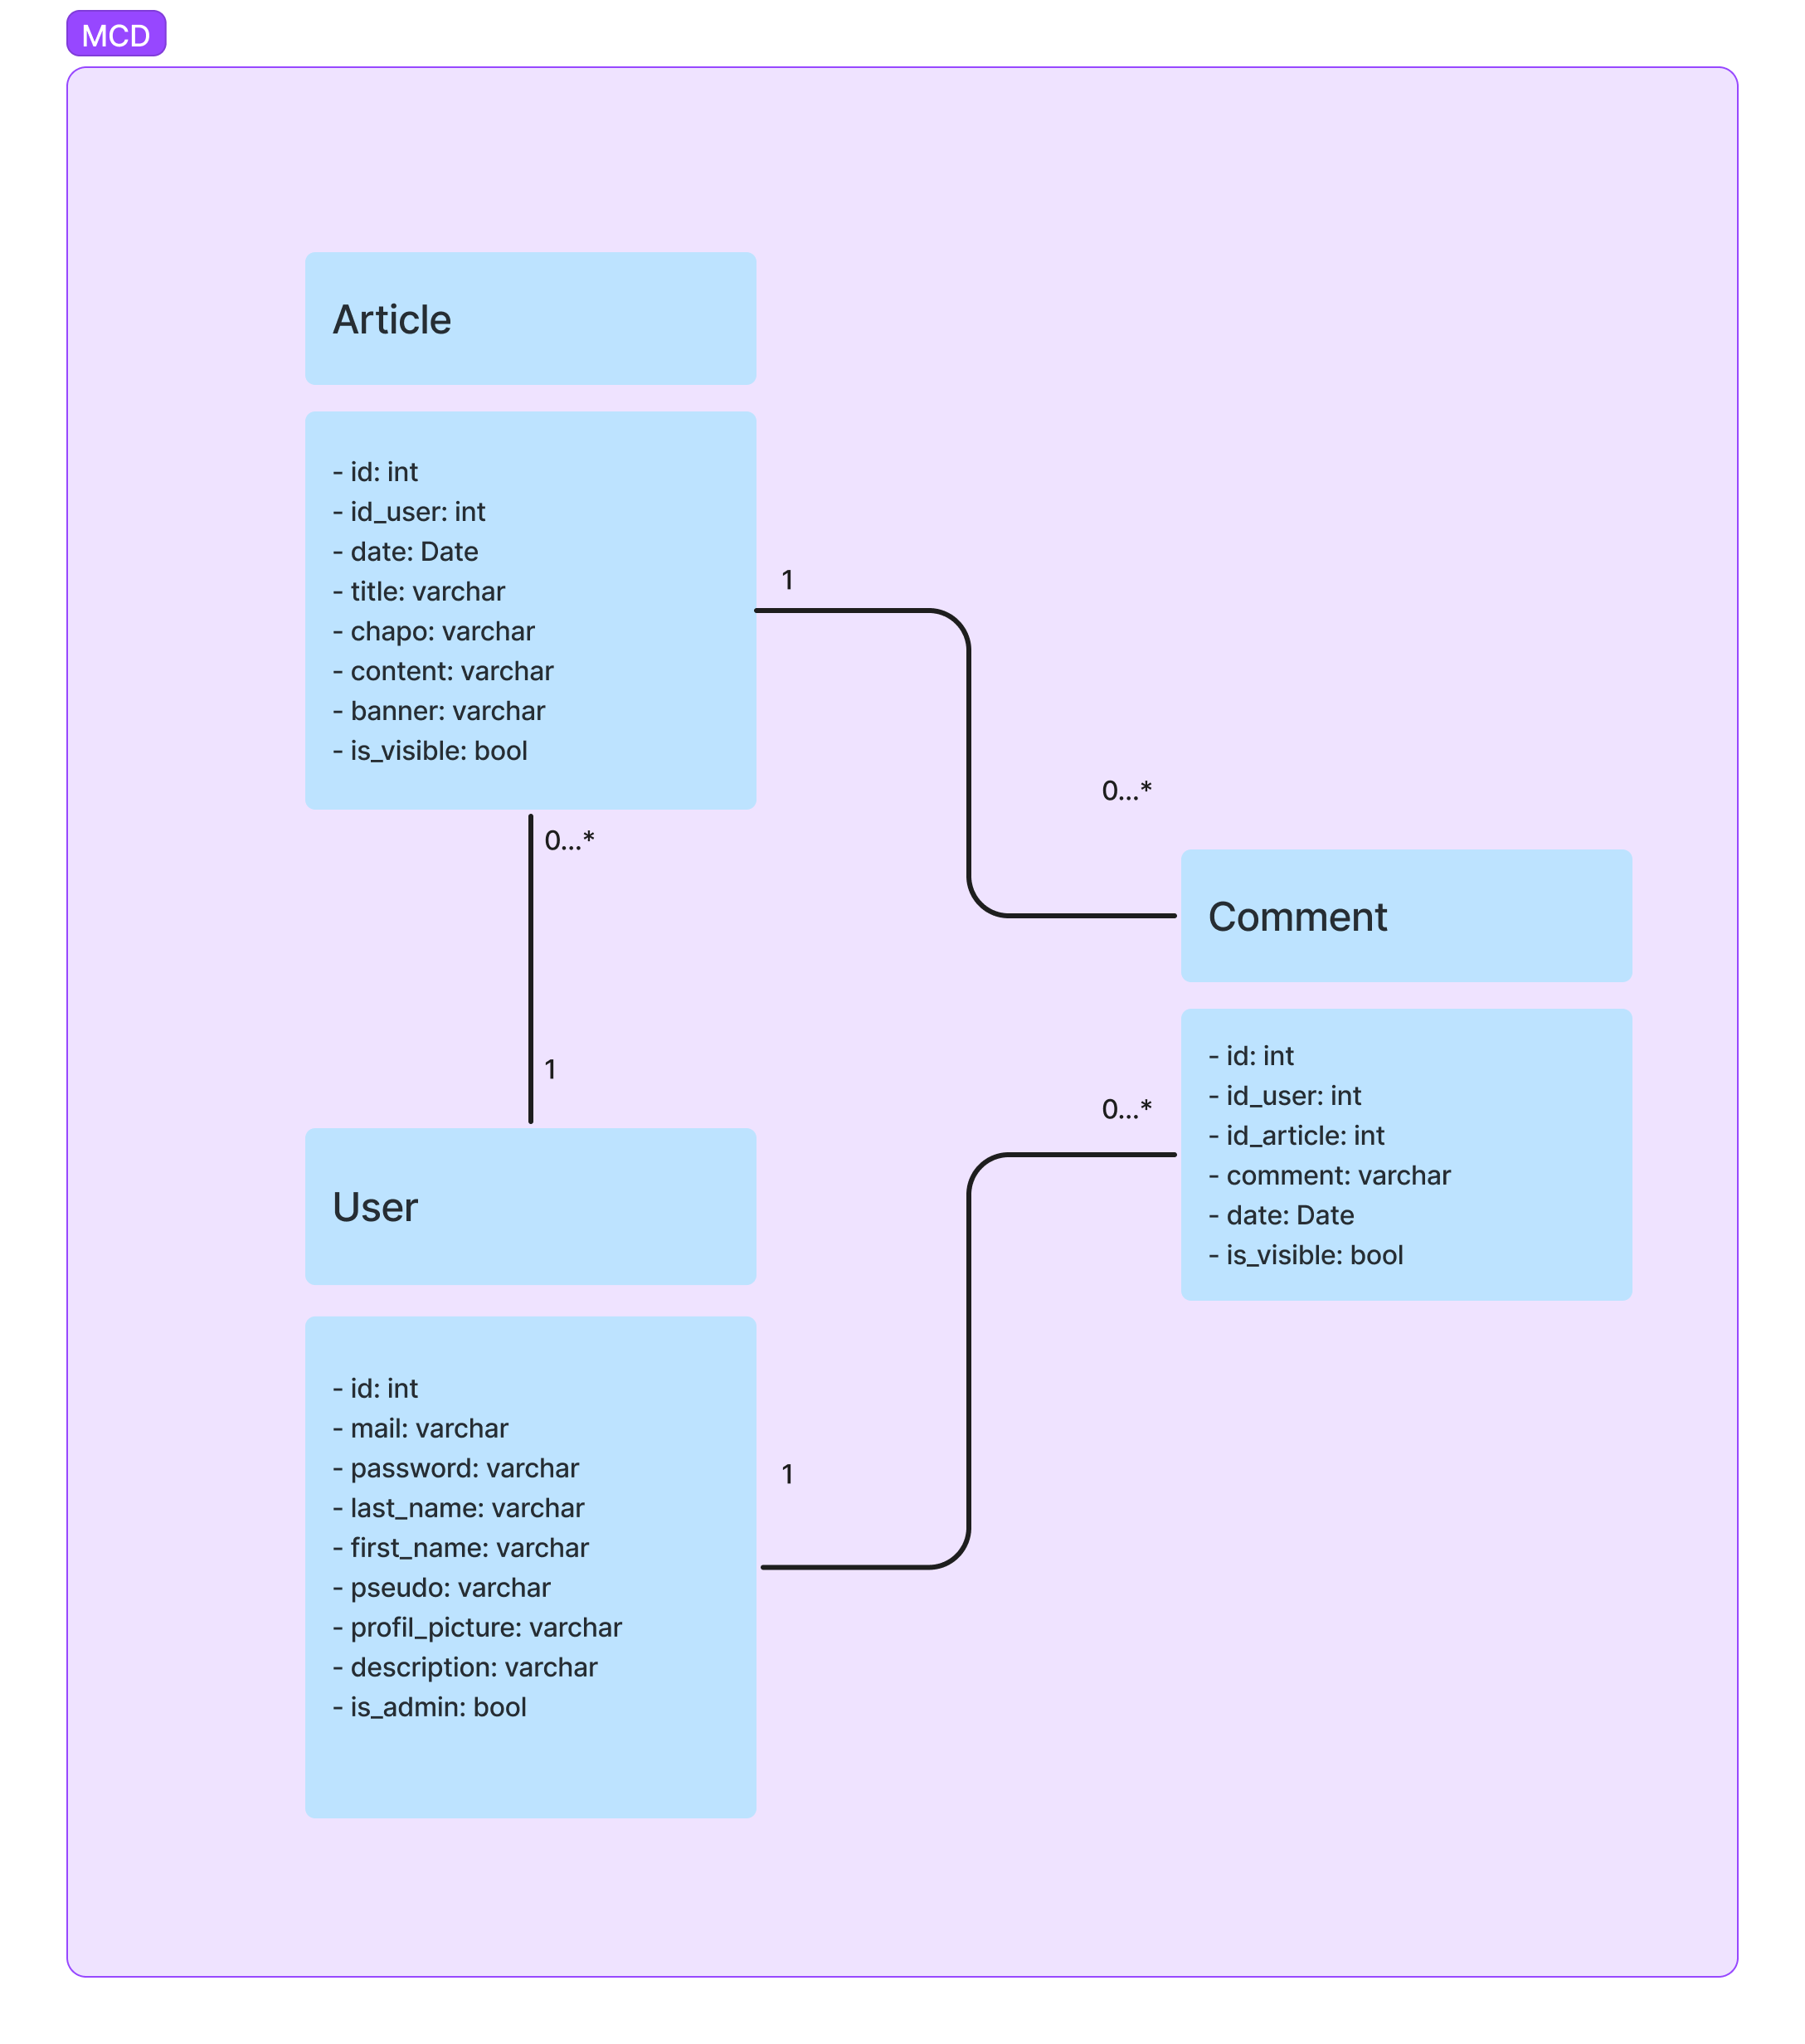 MCD
Article
- id: int
- id_user: int
- date: Date
- title: varchar
- chapo: varchar
- content: varchar
- banner: varchar
- is_visible: bool
1
0...*
0...*
1
Comment
- id: int
- id_user: int
- id_article: int
- comment: varchar
- date: Date
- is_visible: bool
0...*
1
User
- id: int
- mail: varchar
- password: varchar
- last_name: varchar
- first_name: varchar
- pseudo: varchar
- profil_picture: varchar
- description: varchar
- is_admin: bool